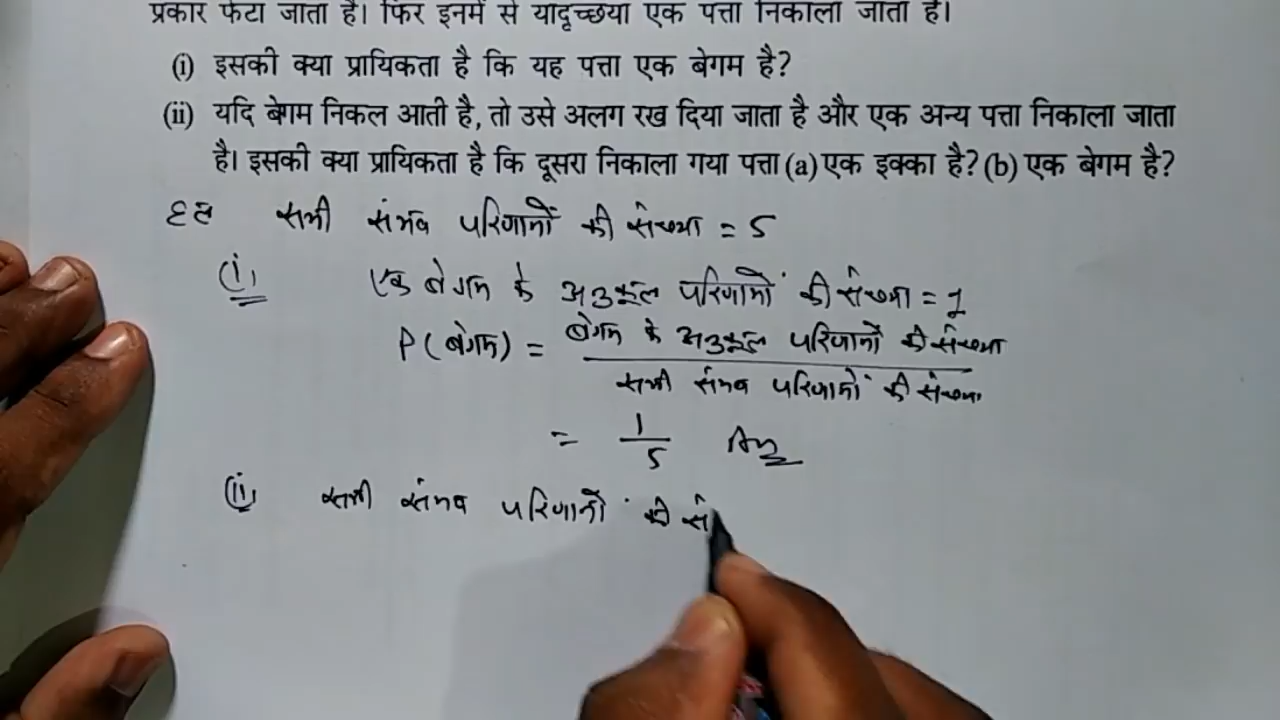 प्रकार फेंटा जाता है। फिर इनमें से यादृच्छया एक पत्ता निकाला जाता है।
(i) इसकी क्या प्रायिकता है कि यह पत्ता एक बेगम है?
(ii) यदि बेगम निकल आती है, तो उसे अलग रख दिया जाता है और एक अन्य पत्ता निकाला जाता
है। इसकी क्या प्रायिकता है कि दूसरा निकाला गया पत्ता (a) एक इक्का है? (b) एक बेगम है?
हल सभी संभव परिणामों की संख्या = 5
(i) एक बेगम के अनुकूल परिणामों की संख्या = 1
P(बेगम) = बेगम के अनुकूल परिणामों की संख्या
सभी संभव परिणामों की संख्या
= 1/5 Ans
(ii) सभी संभव परिणामों की सं